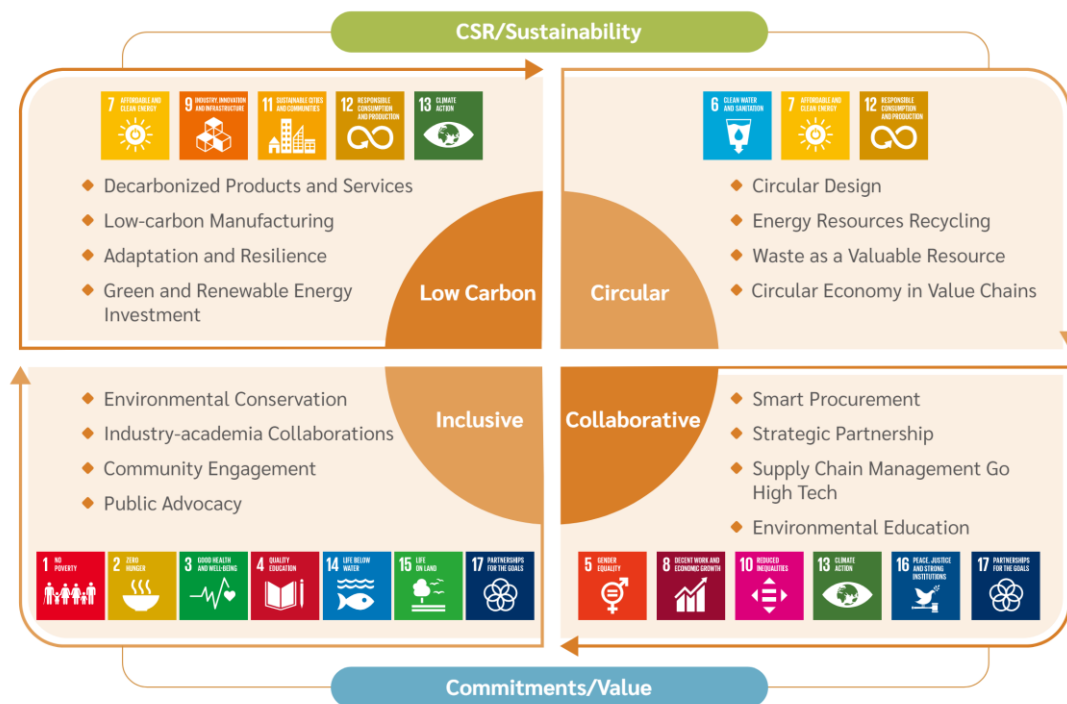 CSR/Sustainability
7 AFFORDABLE AND
CLEAN ENERGY
9 INDUSTRY, INNOVATION
AND INFRASTRUCTURE
11 SUSTAINABLE CITIES
AND COMMUNITIES
12 RESPONSIBLE
CONSUMPTION
AND PRODUCTION
13 CLIMATE
ACTION
Decarbonized Products and Services
Low-carbon Manufacturing
Adaptation and Resilience
Green and Renewable Energy
Investment
Low Carbon
6 CLEAN WATER
AND SANITATION
7 AFFORDABLE AND
CLEAN ENERGY
12 RESPONSIBLE
CONSUMPTION
AND PRODUCTION
Circular Design
Energy Resources Recycling
Waste as a Valuable Resource
Circular Economy in Value Chains
Circular
Environmental Conservation
Industry-academia Collaborations
Community Engagement
Public Advocacy
Inclusive
1 NO
POVERTY
2 ZERO
HUNGER
3 GOOD HEALTH
AND WELL-BEING
4 QUALITY
EDUCATION
14 LIFE BELOW
WATER
15 LIFE
ON LAND
17 PARTNERSHIPS
FOR THE GOALS
Collaborative
Smart Procurement
Strategic Partnership
Supply Chain Management Go
High Tech
Environmental Education
5 GENDER
EQUALITY
8 DECENT WORK AND
ECONOMIC GROWTH
10 REDUCED
INEQUALITIES
13 CLIMATE
ACTION
16 PEACE, JUSTICE
AND STRONG
INSTITUTIONS
17 PARTNERSHIPS
FOR THE GOALS
Commitments/Value